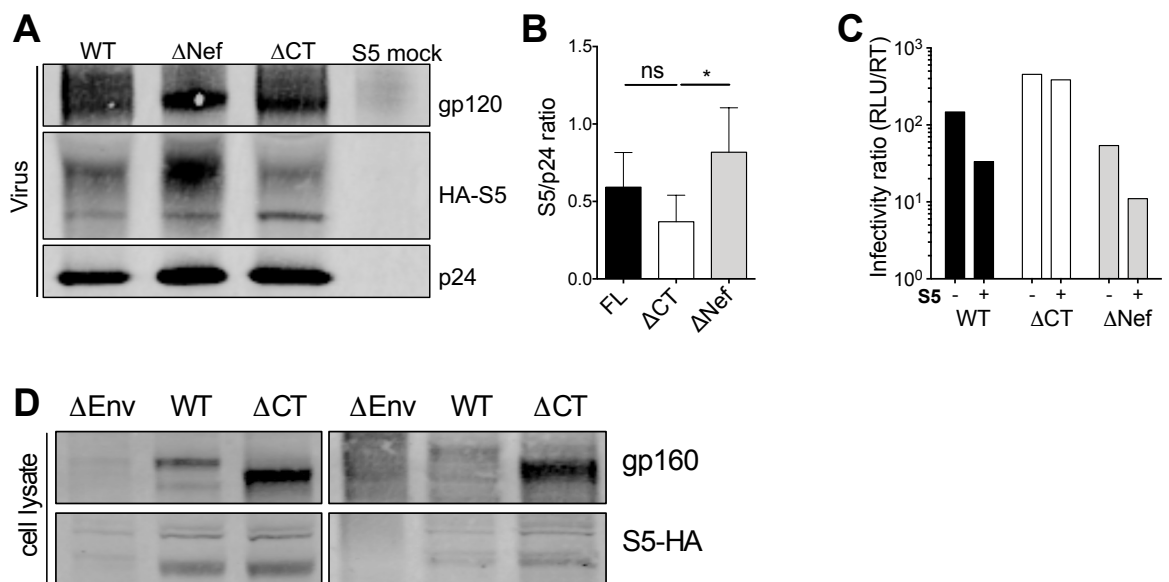 A
WT ΔNef ΔCT S5 mock
Virus
gp120
HA-S5
p24
B
S5/p24 ratio
1.5
1.0
0.5
0.0
ns
*
FL ΔCT ΔNef
C
Infectivity ratio (RLU/RT)
10³
10²
10¹
10⁰
S5 - + - + - +
WT ΔCT ΔNef
D
ΔEnv WT ΔCT ΔEnv WT ΔCT
cell lysate
gp160
S5-HA